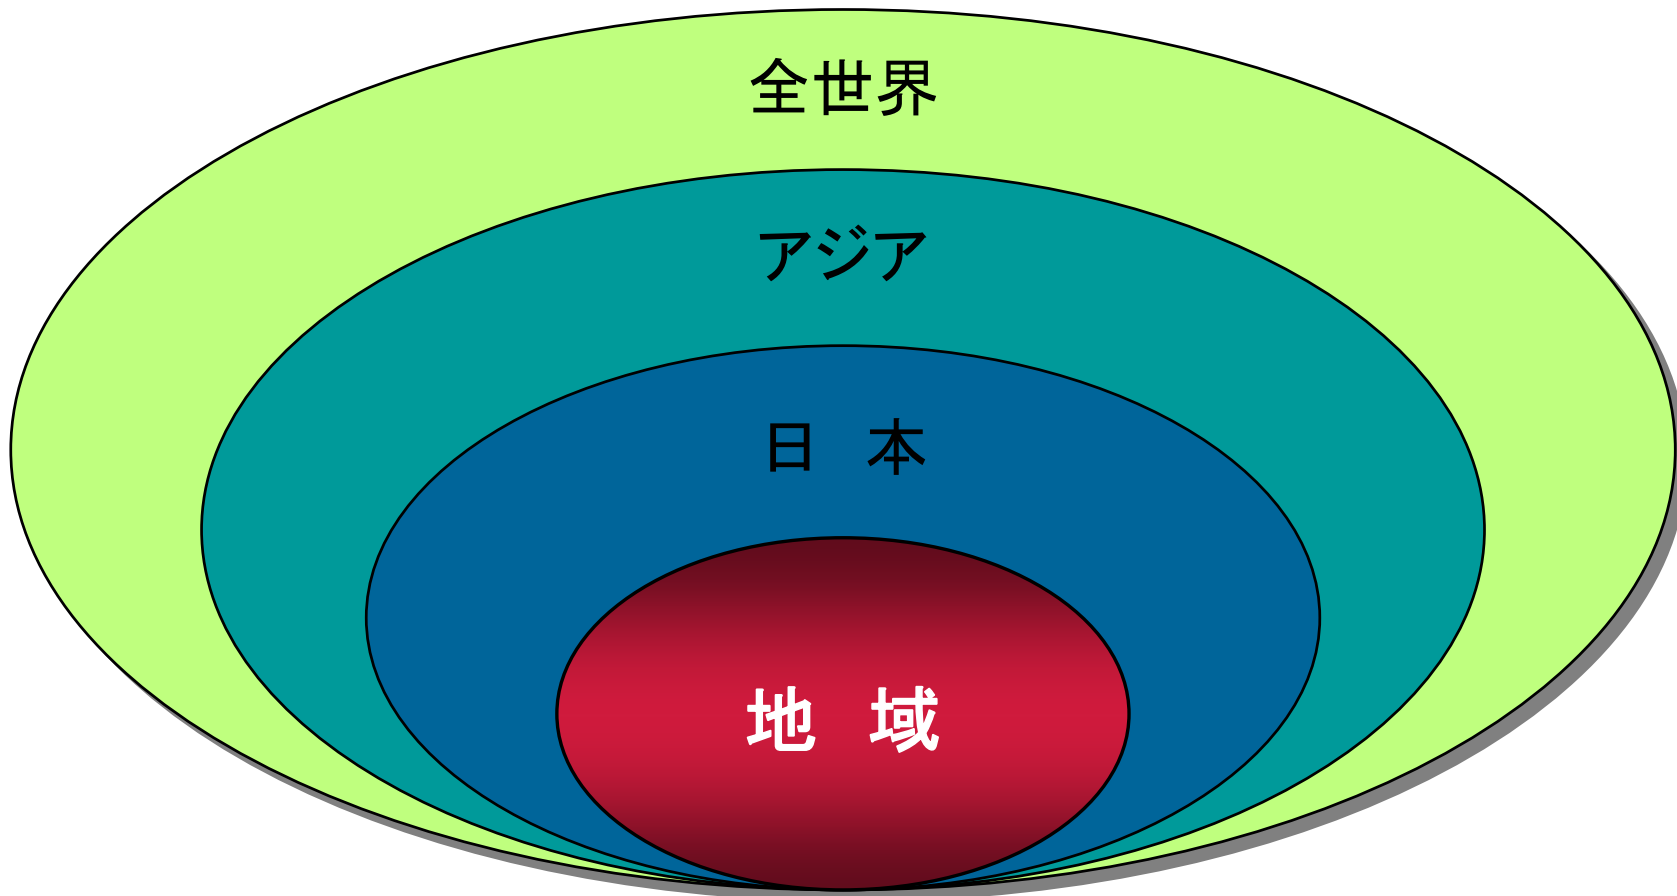 全世界
アジア
日　本
地　域